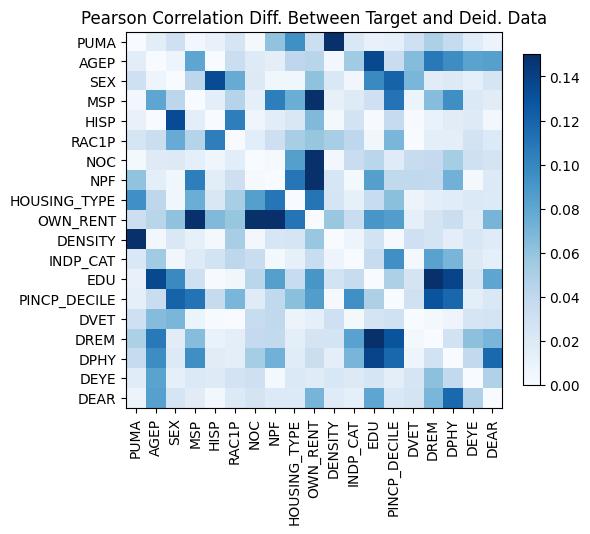 Pearson Correlation Diff. Between Target and Deid. Data
PUMA
AGEP
SEX
MSP
HISP
RAC1P
NOC
NPF
HOUSING_TYPE
OWN_RENT
DENSITY
INDP_CAT
EDU
PINCP_DECILE
DVET
DREM
DPHY
DEYE
DEAR
PUMA
AGEP
SEX
MSP
HISP
RAC1P
NOC
NPF
HOUSING_TYPE
OWN_RENT
DENSITY
INDP_CAT
EDU
PINCP_DECILE
DVET
DREM
DPHY
DEYE
DEAR
0.14
0.12
0.10
0.08
0.06
0.04
0.02
0.00